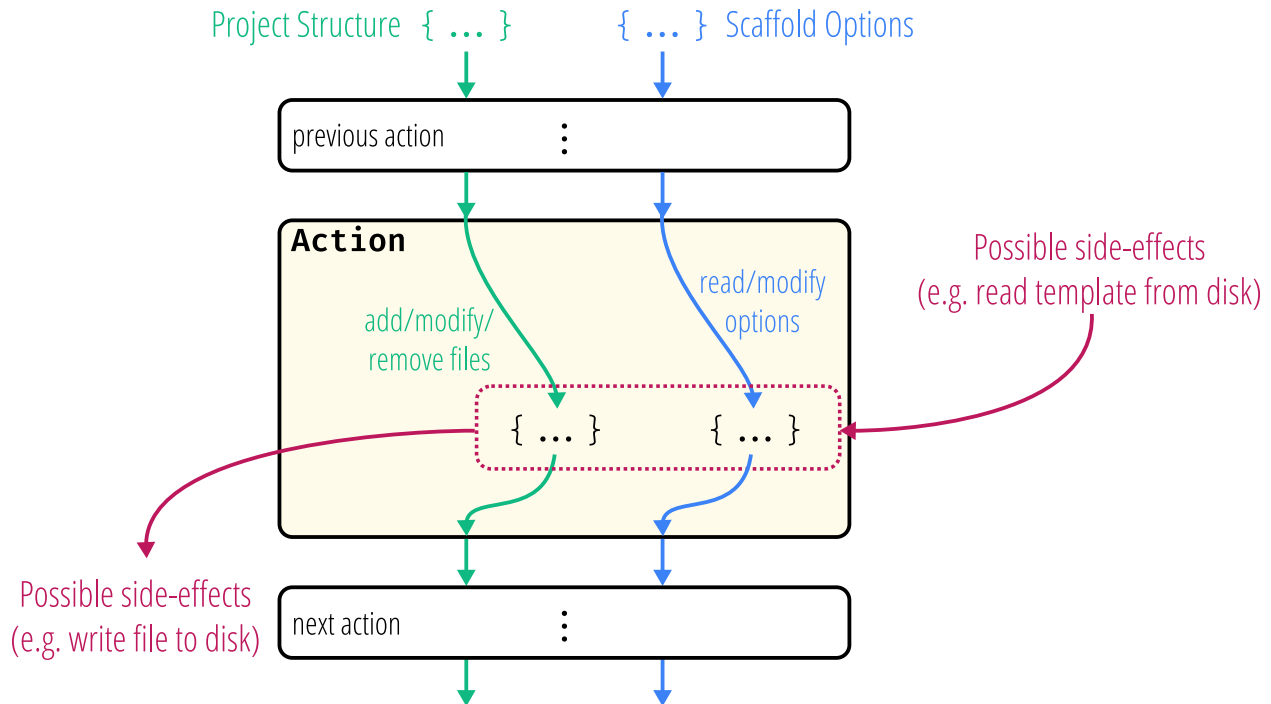 Project Structure { ... } { ... } Scaffold Options
previous action ⋮
Action
Possible side-effects
(e.g. read template from disk)
read/modify
options
add/modify/
remove files
{ ... } { ... }
Possible side-effects
(e.g. write file to disk)
next action ⋮